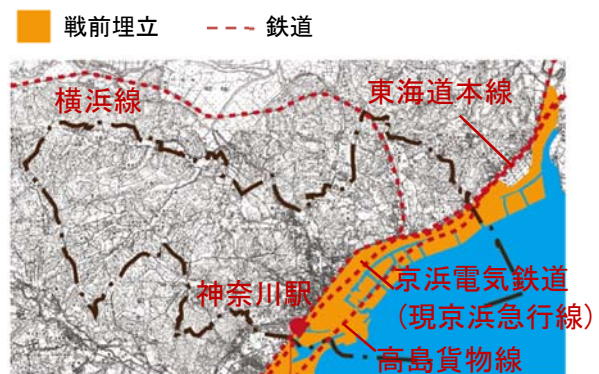 戦前埋立 鉄道
横浜線
東海道本線
神奈川駅
京浜電気鉄道
(現京浜急行線)
高島貨物線